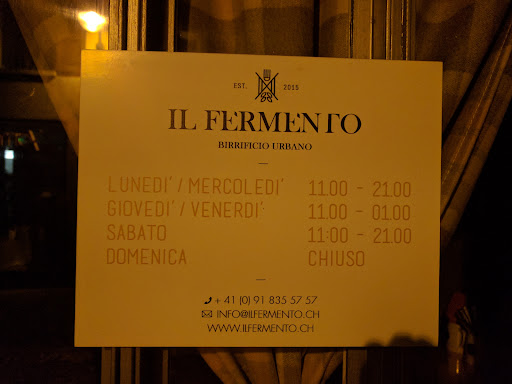 EST. 2015
IL FERMENTO
BIRRIFICIO URBANO
LUNEDI' / MERCOLEDI' 11.00 - 21.00
GIOVEDI' / VENERDI' 11.00 - 01.00
SABATO 11:00 - 21.00
DOMENICA CHIUSO
+ 41 (0) 91 835 57 57
INFO@ILFERMENTO.CH
WWW.ILFERMENTO.CH